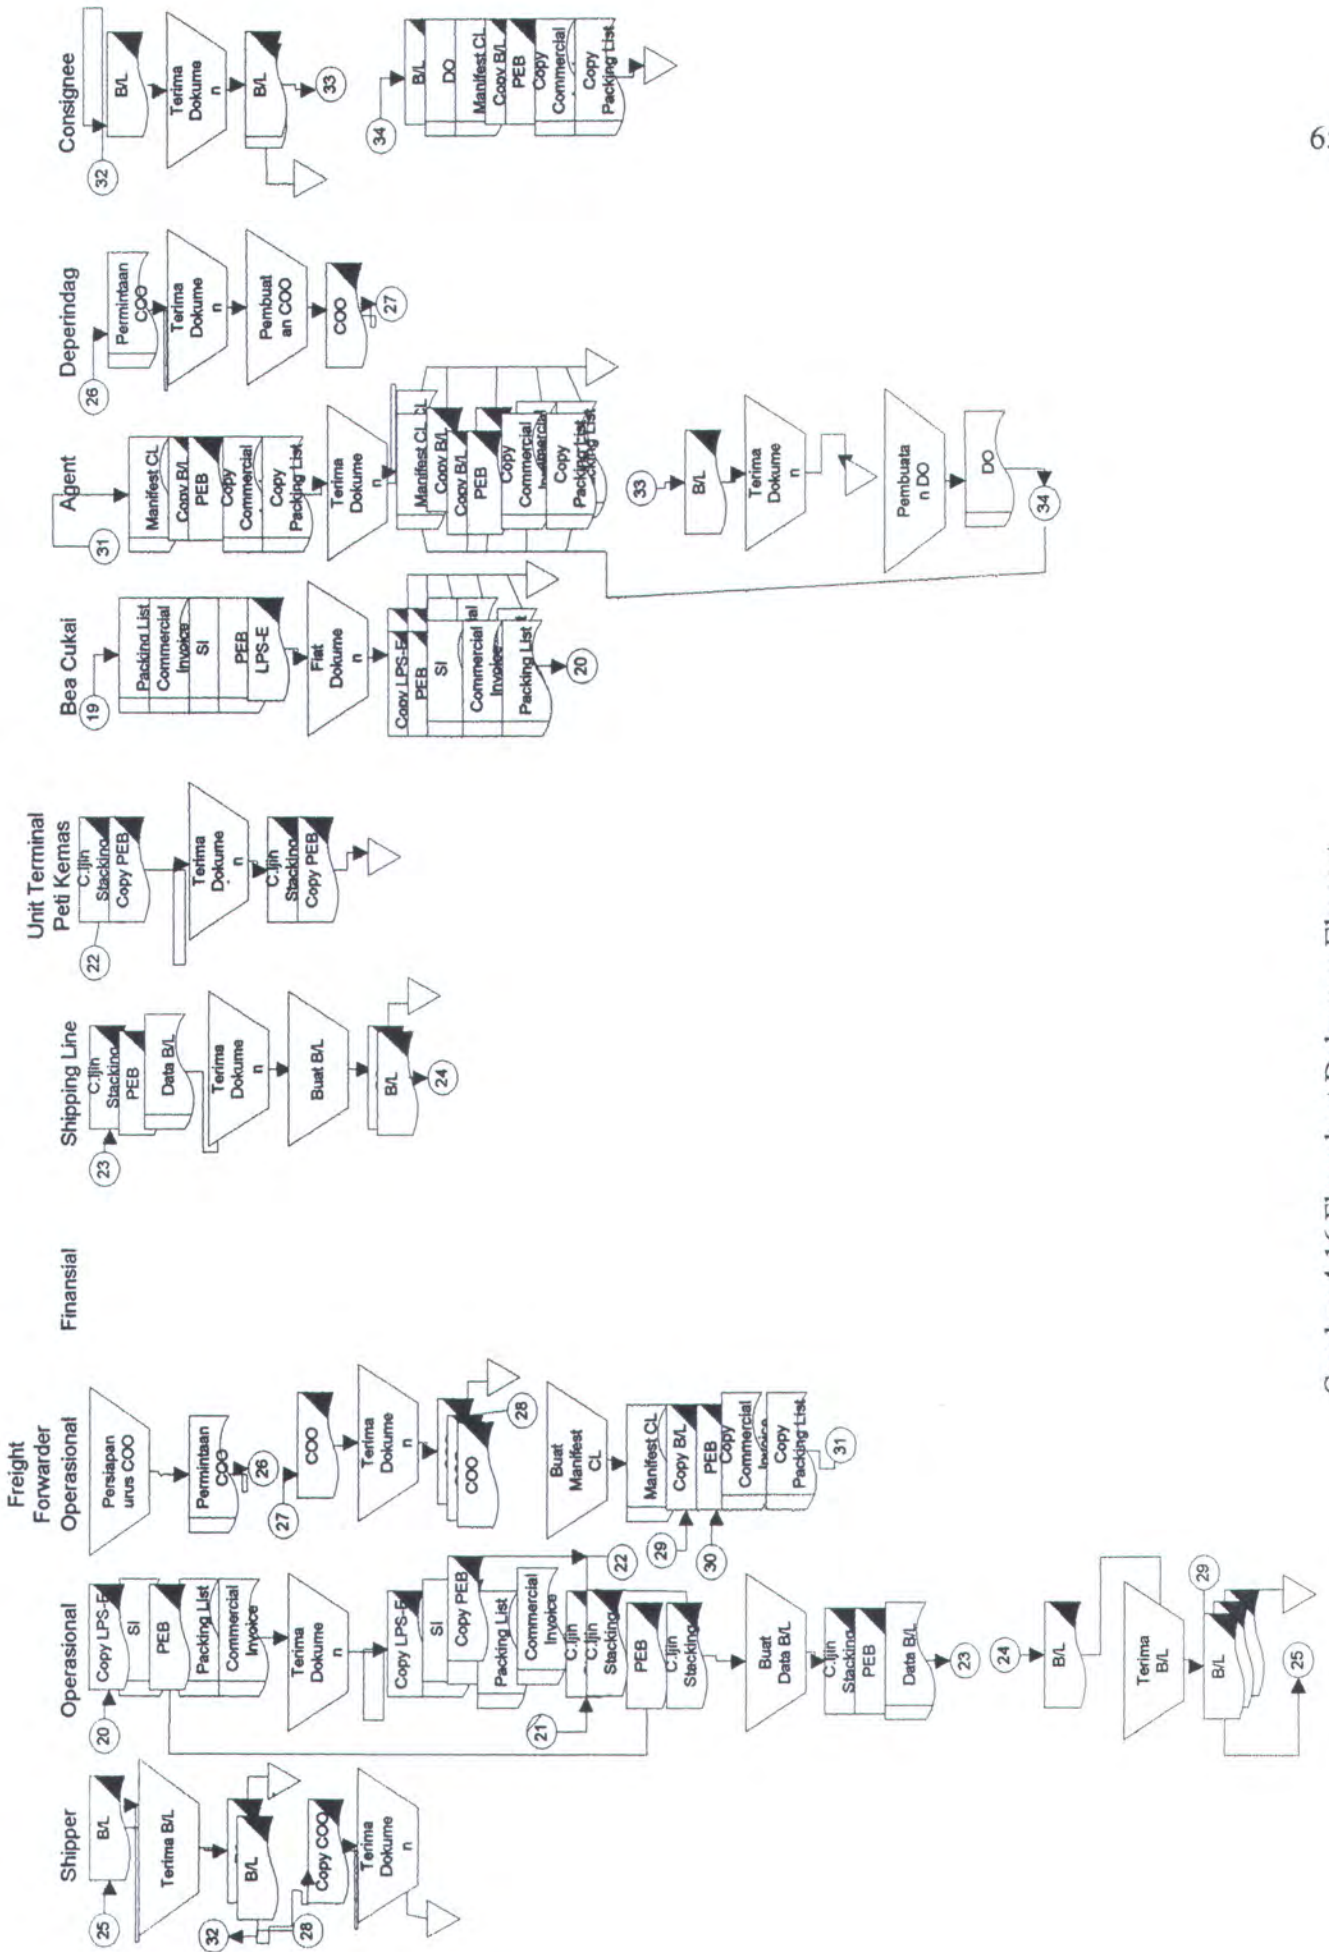 Shipper
25
B/L
Terima B/L
B/L
32
28
Copy COO
Terima
Dokume
n
Freight
Forwarder
Operasional
20
Copy LPS-E
SI
PEB
Packing List
Commercial
Invoice
Terima
Dokume
n
Copy LPS-E
SI
Copy PEB
Packing List
Commercial
Invoice
22
21
C.Ijin
C.Ijin
Stacking
PEB
C.Ijin
Stacking
Buat
Data B/L
C.Ijin
Stacking
PEB
Data B/L
23
24
B/L
Terima
B/L
29
B/L
25
Operasional
Persiapan
urus COO
Permintaan
COO
26
27
COO
Terima
Dokume
n
COO
28
Buat
Manifest
CL
Manifest CL
Copy B/L
PEB
Copy
Commercial
Invoice
Copy
Packing List
29
30
31
Finansial
Shipping Line
23
C.Ijin
Stacking
PEB
Data B/L
Terima
Dokume
n
Buat B/L
B/L
24
Unit Terminal
Peti Kemas
22
C.Ijin
Stacking
Copy PEB
Terima
Dokume
n
C.Ijin
Stacking
Copy PEB
Bea Cukai
19
Packing List
Commercial
Invoice
SI
PEB
LPS-E
Fiat
Dokume
n
Copy LPS-E
PEB
SI
Commercial
Invoice
Packing List
20
Agent
31
Manifest CL
Copy B/L
PEB
Copy
Commercial
Copy
Packing List
Terima
Dokume
n
Manifest CL
CL
Copy B/L
Copy B/L
PEB
Copy
Commercial
Copy
Packing List
Packing List
33
B/L
Terima
Dokume
n
Pembuata
n DO
DO
34
Deperindag
26
Permintaan
COO
Terima
Dokume
n
Pembuat
an COO
COO
27
Consignee
32
B/L
Terima
Dokume
n
B/L
33
34
B/L
DO
Manifest CL
Copy B/L
PEB
Copy
Commercial
Copy
Packing List